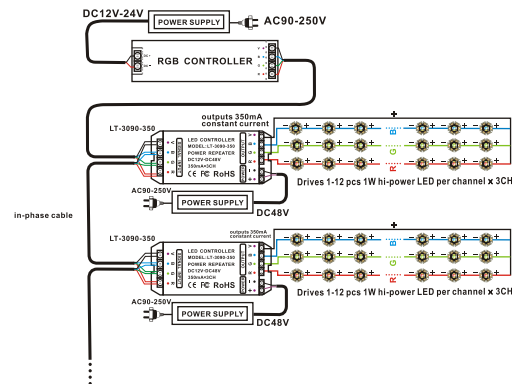 DC12V-24V
POWER SUPPLY
AC90-250V
RGB CONTROLLER
LT-3090-350
outputs 350mA
constant current
LED CONTROLLER
MODEL:LT-3090-350
POWER REPEATER
DC12V-DC48V
350mA×3CH
CE FC RoHS
B
G
R
Drives 1-12 pcs 1W hi-power LED per channel x 3CH
AC90-250V
POWER SUPPLY
DC48V
in-phase cable
LT-3090-350
outputs 350mA
constant current
LED CONTROLLER
MODEL:LT-3090-350
POWER REPEATER
DC12V-DC48V
350mA×3CH
CE FC RoHS
B
G
R
Drives 1-12 pcs 1W hi-power LED per channel x 3CH
AC90-250V
POWER SUPPLY
DC48V